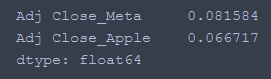 Adj Close_Meta     0.081584
Adj Close_Apple    0.066717
dtype: float64